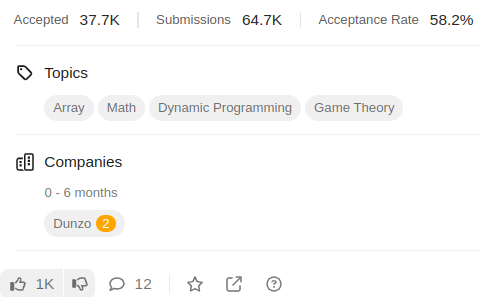 Accepted 37.7K Submissions 64.7K Acceptance Rate 58.2%
Topics
Array Math Dynamic Programming Game Theory
Companies
0 - 6 months
Dunzo 2
1K 12